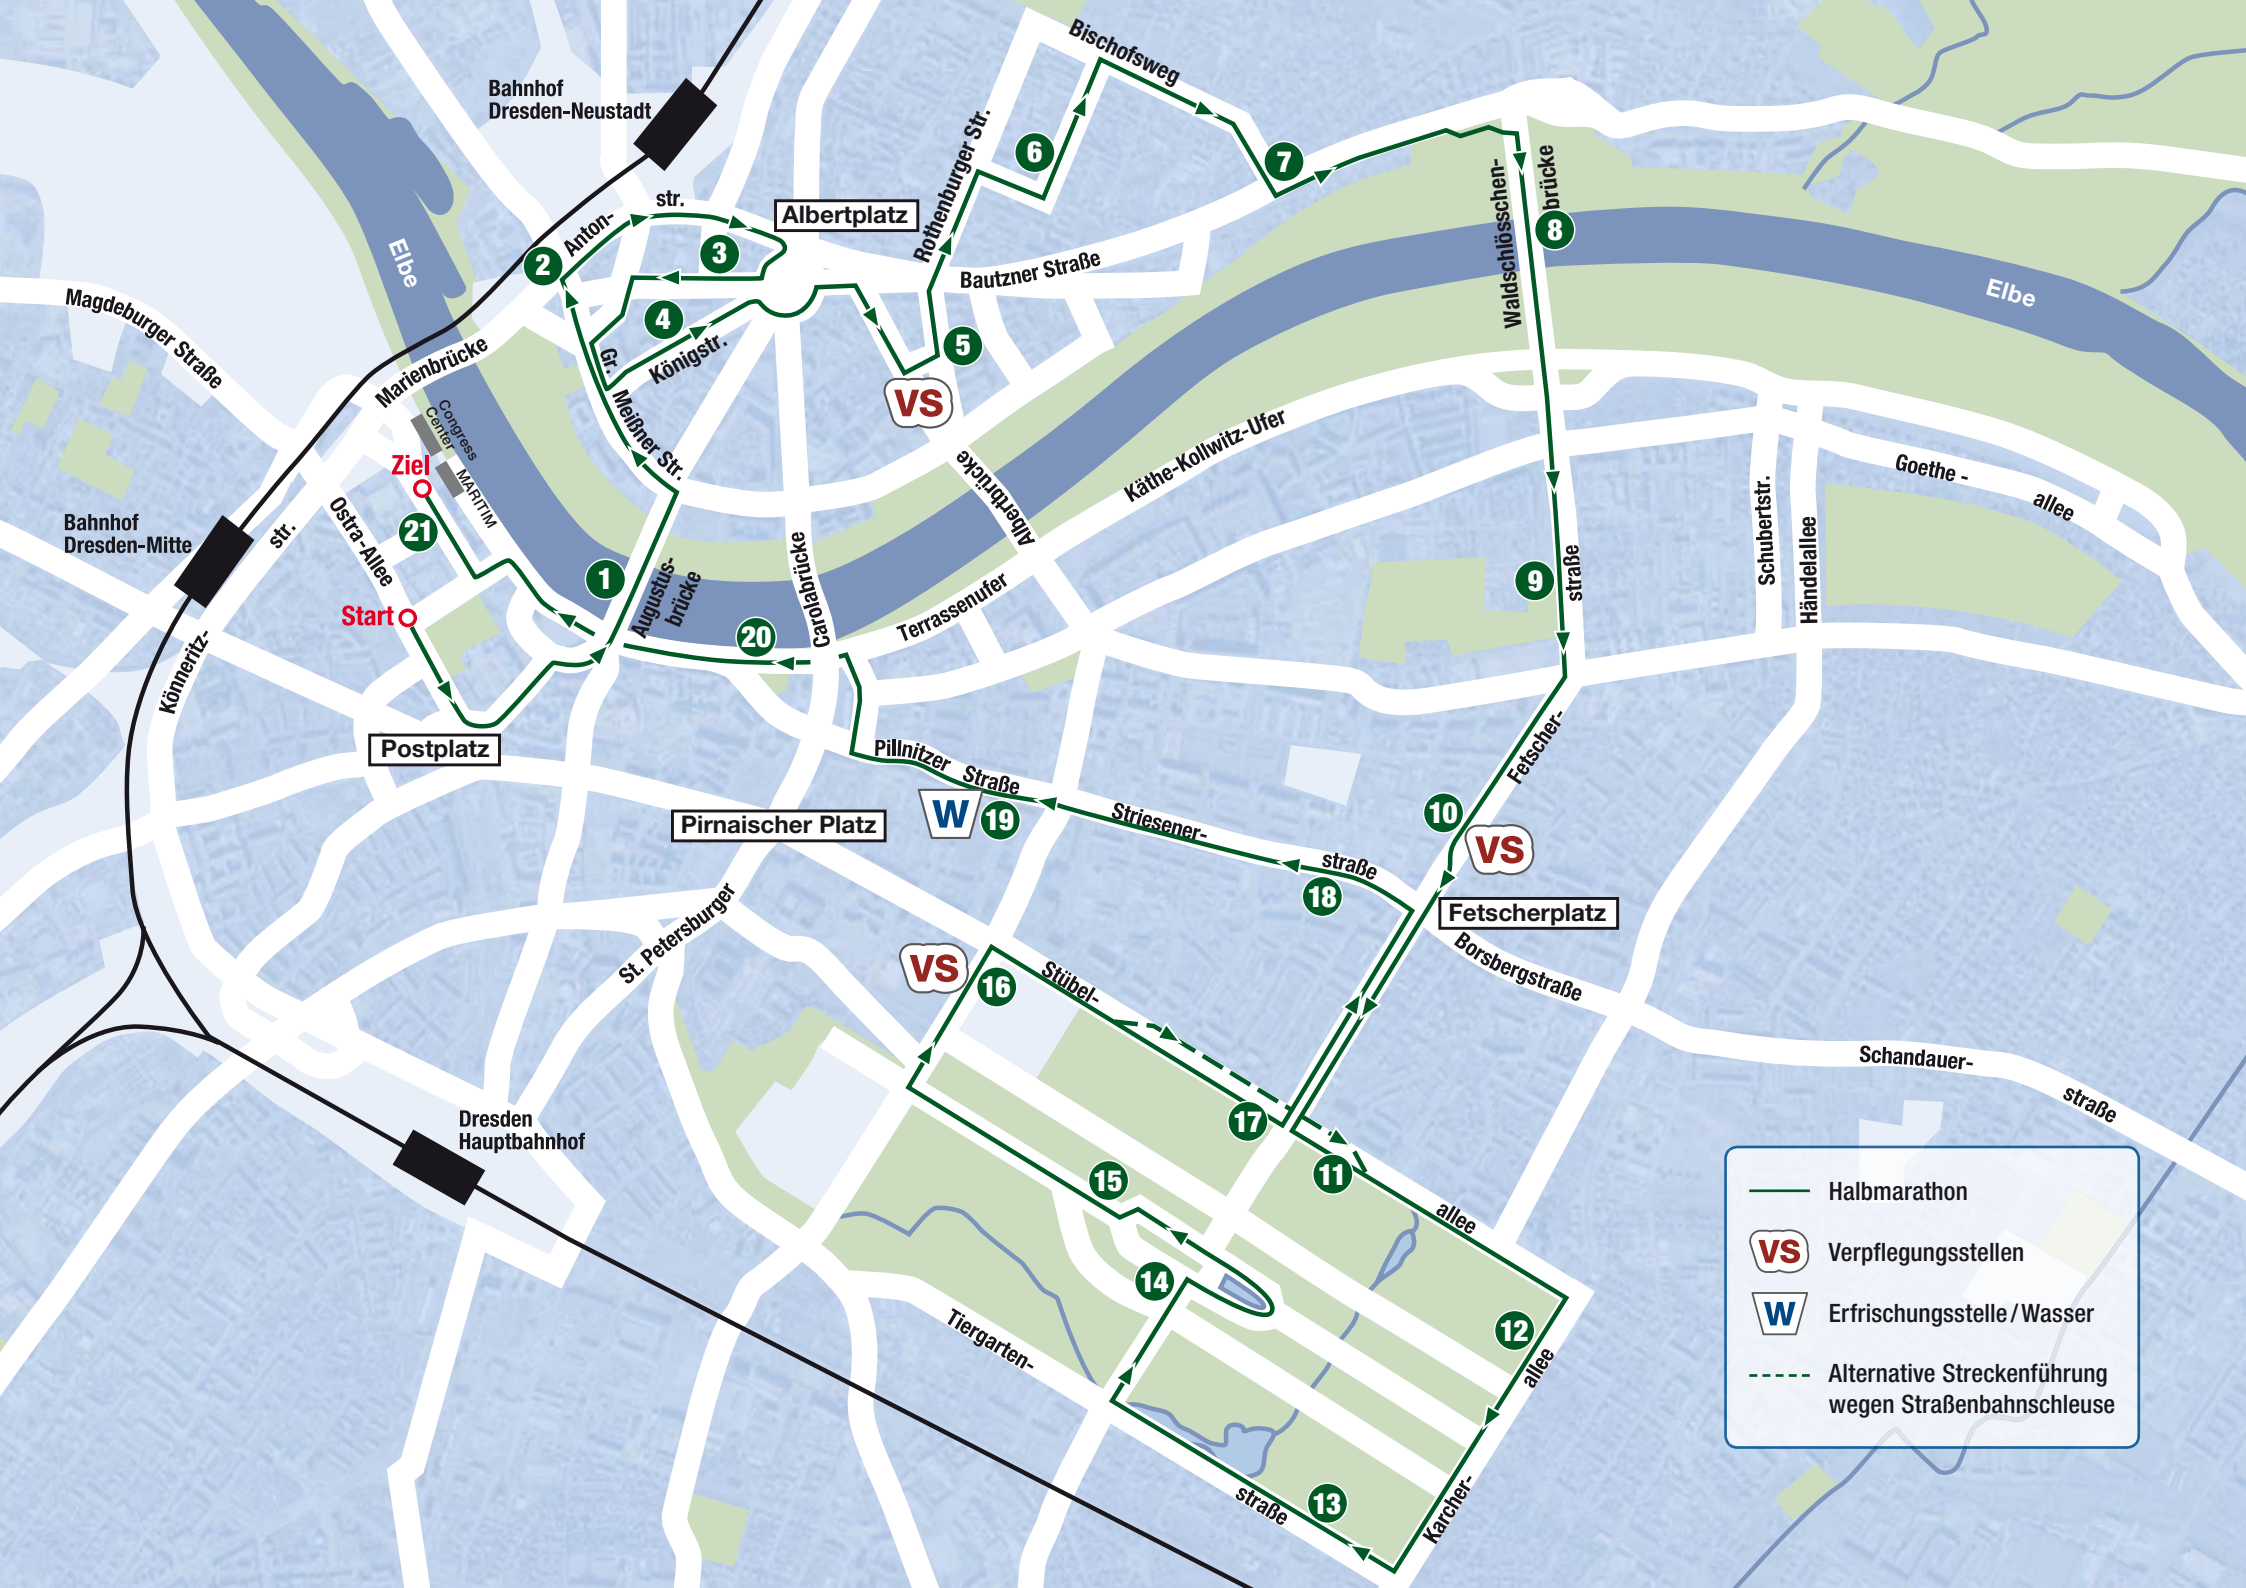 Bischofsweg
Bahnhof
Dresden-Neustadt
Rothenburger Str.
6
7
Waldschlösschen-
brücke
8
str.
Anton-
Albertplatz
2
3
Elbe
Bautzner Straße
Elbe
Magdeburger Straße
Marienbrücke
4
Gr.
Königstr.
5
VS
Meißner Str.
Congress
Center
MARITIM
Ziel
21
Ostra-Allee
Bahnhof
Dresden-Mitte
str.
Könneritz-
Start
1
Augustus-
brücke
Carolabrücke
Albertbrücke
Käthe-Kollwitz-Ufer
Terrassenufer
20
Goethe -
allee
Schubertstr.
Händelallee
9
straße
Fetscher-
Postplatz
Pillnitzer Straße
Pirnaischer Platz
W
19
Striesener-
straße
18
10
VS
Fetscherplatz
Borsbergstraße
St. Petersburger
VS
16
Stübel-
Schandauer-
straße
17
11
allee
Dresden
Hauptbahnhof
15
14
12
allee
Tiergarten-
straße
13
Karcher-
Halbmarathon
VS Verpflegungsstellen
W Erfrischungsstelle / Wasser
Alternative Streckenführung
wegen Straßenbahnschleuse